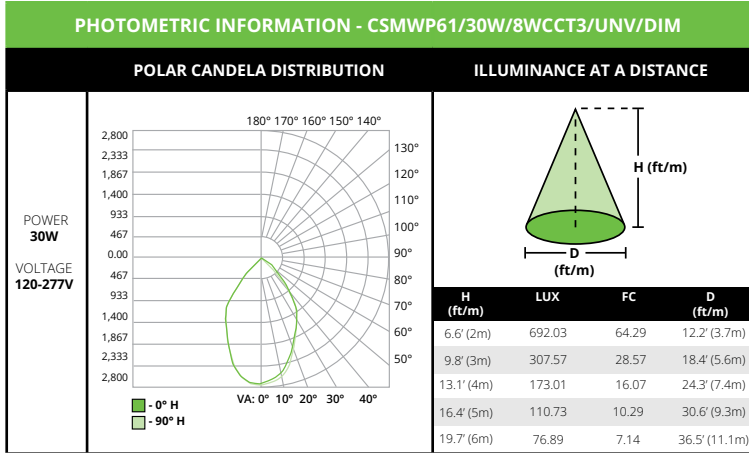 PHOTOMETRIC INFORMATION - CSMWP61/30W/8WCCT3/UNV/DIM
POLAR CANDELA DISTRIBUTION
ILLUMINANCE AT A DISTANCE
POWER
30W
VOLTAGE
120-277V
180° 170° 160° 150° 140°
2,800
2,333
1,867
1,400
933
467
0.00
467
933
1,400
1,867
2,333
2,800
130°
120°
110°
100°
90°
80°
70°
60°
50°
VA: 0° 10° 20° 30° 40°
- 0° H
- 90° H
H (ft/m)
D
(ft/m)
H (ft/m) LUX FC D (ft/m)
6.6’ (2m) 692.03 64.29 12.2’ (3.7m)
9.8’ (3m) 307.57 28.57 18.4’ (5.6m)
13.1’ (4m) 173.01 16.07 24.3’ (7.4m)
16.4’ (5m) 110.73 10.29 30.6’ (9.3m)
19.7’ (6m) 76.89 7.14 36.5’ (11.1m)